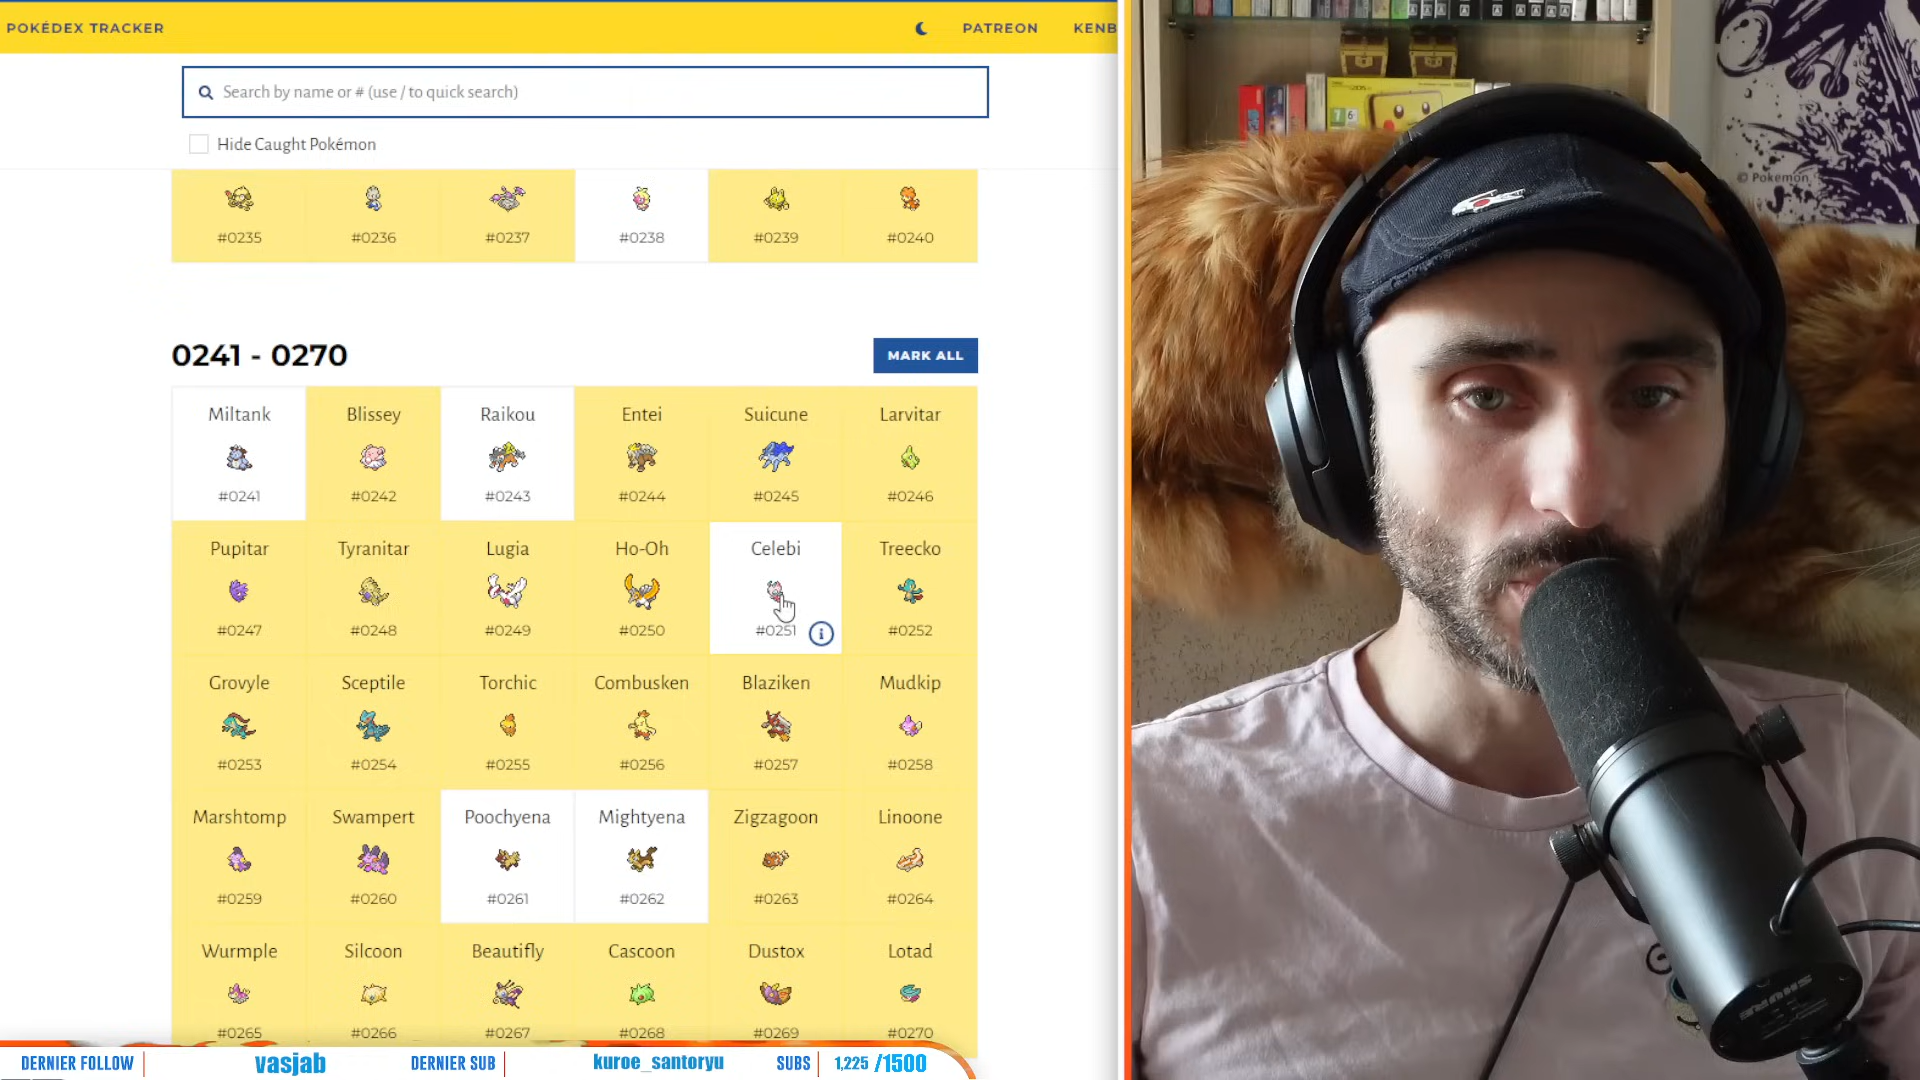 POKÉDEX TRACKER
PATREON
KENB
Search by name or # (use / to quick search)
Hide Caught Pokémon
#0235 #0236 #0237 #0238 #0239 #0240
0241 - 0270
MARK ALL
Miltank Blissey Raikou Entei Suicune Larvitar
#0241 #0242 #0243 #0244 #0245 #0246
Pupitar Tyranitar Lugia Ho-Oh Celebi Treecko
#0247 #0248 #0249 #0250 #0251 #0252
Grovyle Sceptile Torchic Combusken Blaziken Mudkip
#0253 #0254 #0255 #0256 #0257 #0258
Marshtomp Swampert Poochyena Mightyena Zigzagoon Linoone
#0259 #0260 #0261 #0262 #0263 #0264
Wurmple Silcoon Beautifly Cascoon Dustox Lotad
#0265 #0266 #0267 #0268 #0269 #0270
DERNIER FOLLOW vasjab DERNIER SUB kuroe_santoryu SUBS 1,225 /1500
© Pokemon
SHURE